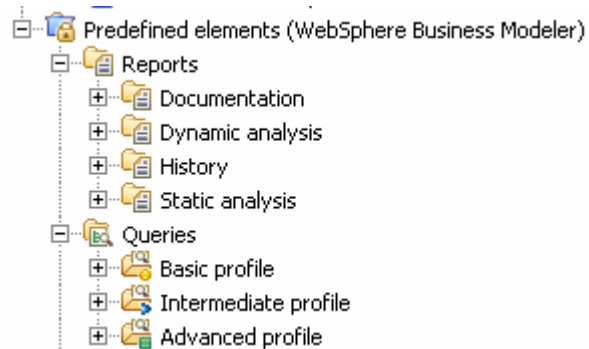 Predefined elements (WebSphere Business Modeler)
Reports
Documentation
Dynamic analysis
History
Static analysis
Queries
Basic profile
Intermediate profile
Advanced profile